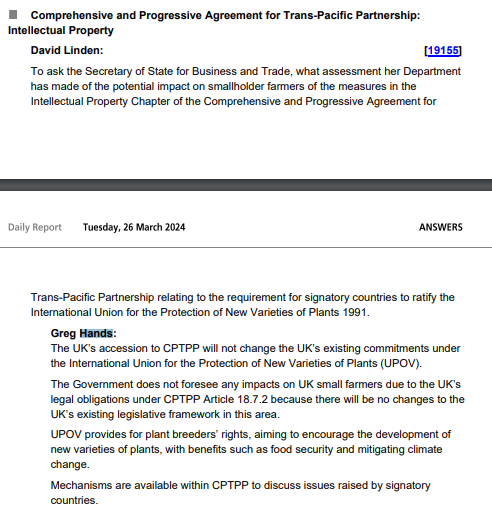 Comprehensive and Progressive Agreement for Trans-Pacific Partnership:
Intellectual Property
David Linden: [19155]
To ask the Secretary of State for Business and Trade, what assessment her Department
has made of the potential impact on smallholder farmers of the measures in the
Intellectual Property Chapter of the Comprehensive and Progressive Agreement for
Daily Report Tuesday, 26 March 2024 ANSWERS
Trans-Pacific Partnership relating to the requirement for signatory countries to ratify the
International Union for the Protection of New Varieties of Plants 1991.
Greg Hands:
The UK's accession to CPTPP will not change the UK's existing commitments under
the International Union for the Protection of New Varieties of Plants (UPOV).
The Government does not foresee any impacts on UK small farmers due to the UK's
legal obligations under CPTPP Article 18.7.2 because there will be no changes to the
UK's existing legislative framework in this area.
UPOV provides for plant breeders' rights, aiming to encourage the development of
new varieties of plants, with benefits such as food security and mitigating climate
change.
Mechanisms are available within CPTPP to discuss issues raised by signatory
countries.